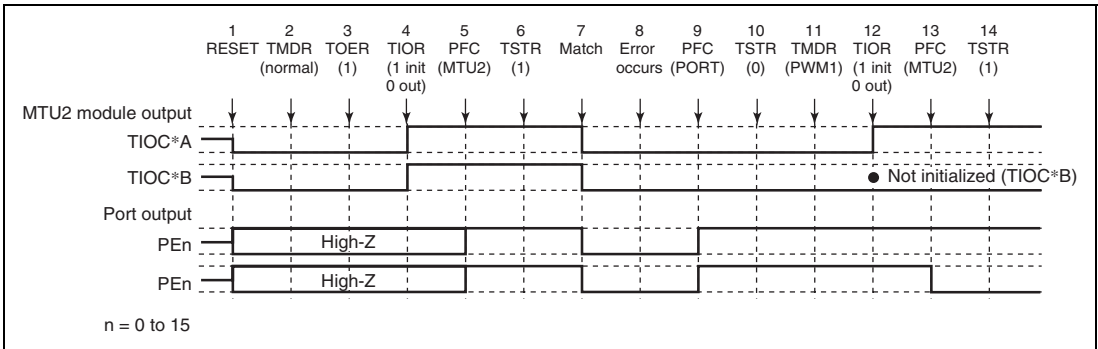 1 2 3 4 5 6 7 8 9 10 11 12 13 14
RESET TMDR TOER TIOR PFC TSTR Match Error PFC TSTR TMDR TIOR PFC TSTR
(normal) (1) (1 init (MTU2) (1) occurs (PORT) (0) (PWM1) (1 init (MTU2) (1)
0 out) 0 out)
MTU2 module output
TIOC*A
TIOC*B
● Not initialized (TIOC*B)
Port output
PEn
High-Z
PEn
High-Z
n = 0 to 15